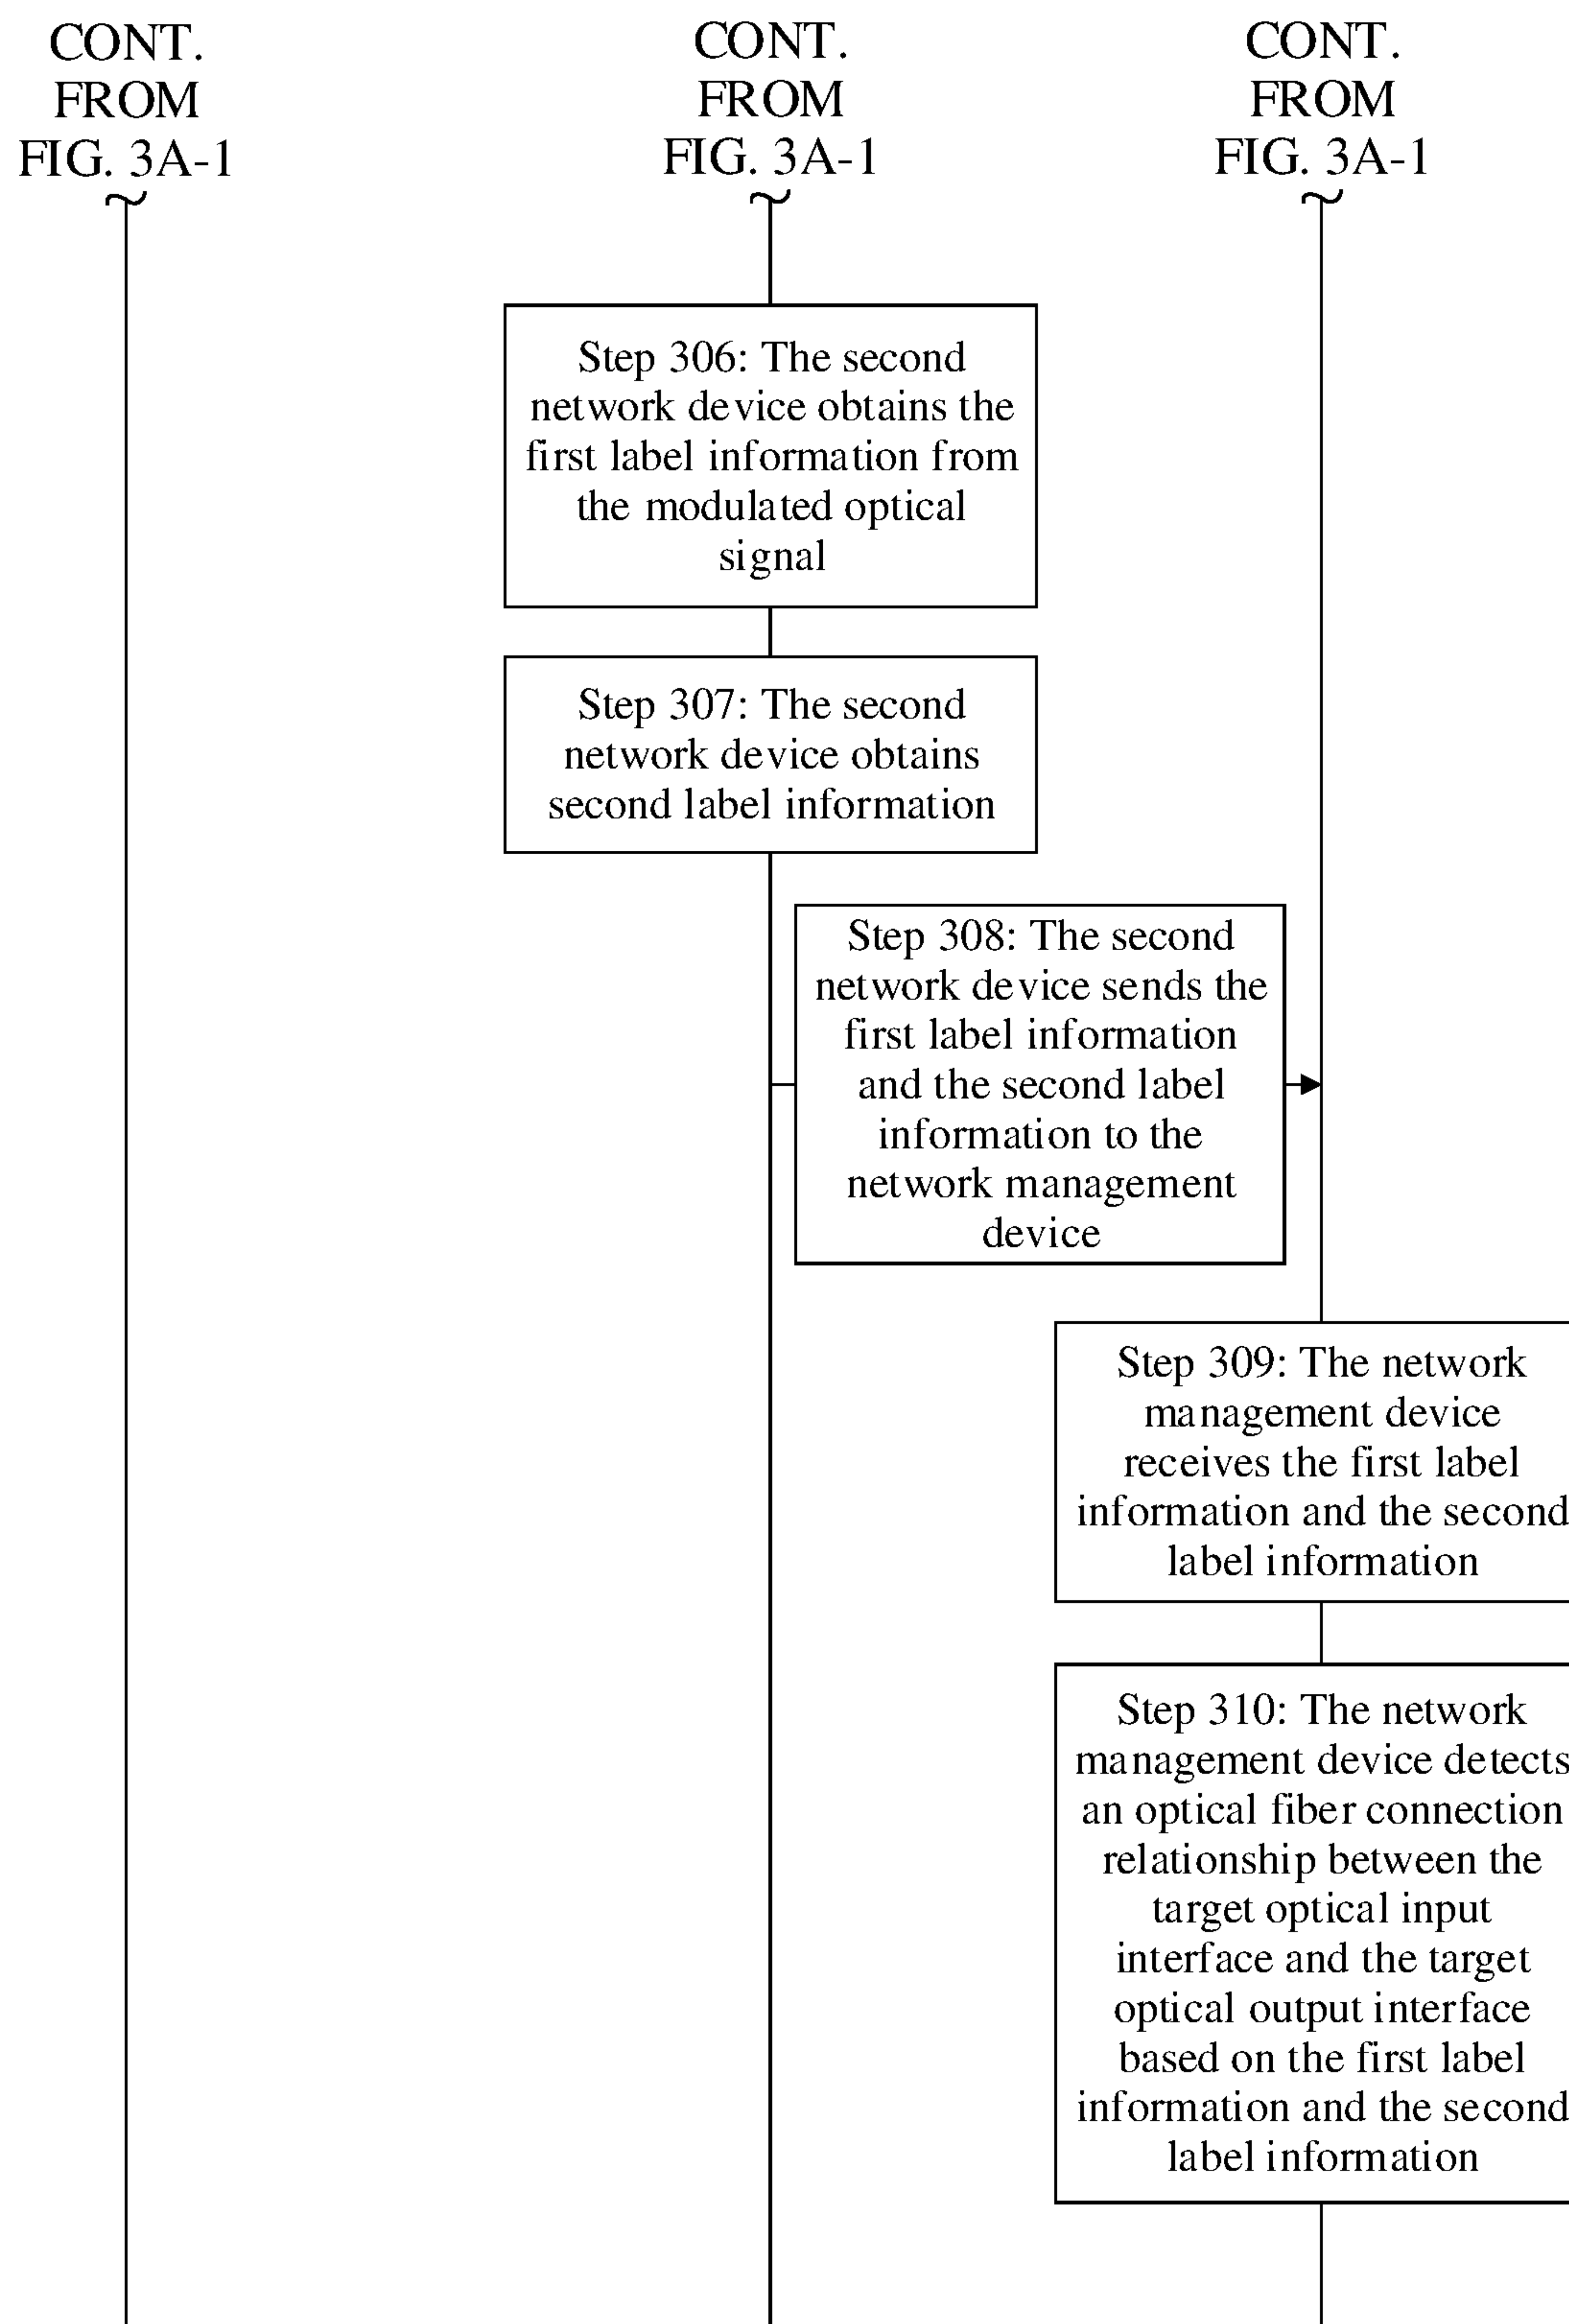 CONT.
FROM
FIG. 3A-1
CONT.
FROM
FIG. 3A-1
CONT.
FROM
FIG. 3A-1
Step 306: The second
network device obtains the
first label information from
the modulated optical
signal
Step 307: The second
network device obtains
second label information
Step 308: The second
network device sends the
first label information
and the second label
information to the
network management
device
Step 309: The network
management device
receives the first label
information and the second
label information
Step 310: The network
management device detects
an optical fiber connection
relationship between the
target optical input
interface and the target
optical output interface
based on the first label
information and the second
label information